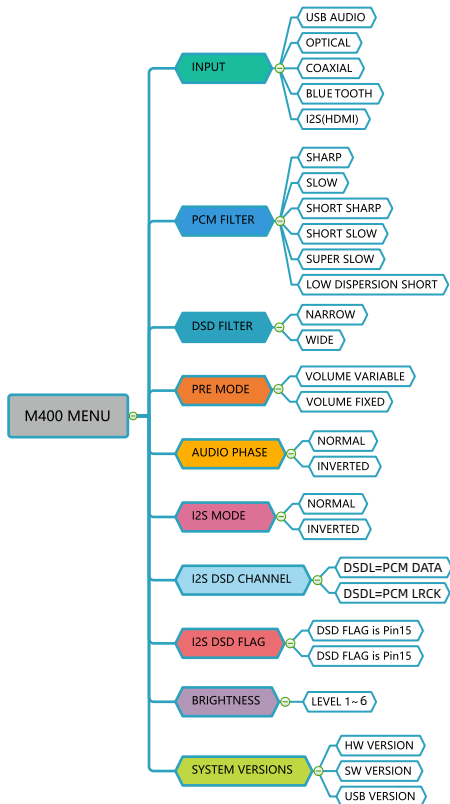 M400 MENU
INPUT
USB AUDIO
OPTICAL
COAXIAL
BLUE TOOTH
I2S(HDMI)
PCM FILTER
SHARP
SLOW
SHORT SHARP
SHORT SLOW
SUPER SLOW
LOW DISPERSION SHORT
DSD FILTER
NARROW
WIDE
PRE MODE
VOLUME VARIABLE
VOLUME FIXED
AUDIO PHASE
NORMAL
INVERTED
I2S MODE
NORMAL
INVERTED
I2S DSD CHANNEL
DSDL=PCM DATA
DSDL=PCM LRCK
I2S DSD FLAG
DSD FLAG is Pin15
DSD FLAG is Pin15
BRIGHTNESS
LEVEL 1~6
SYSTEM VERSIONS
HW VERSION
SW VERSION
USB VERSION